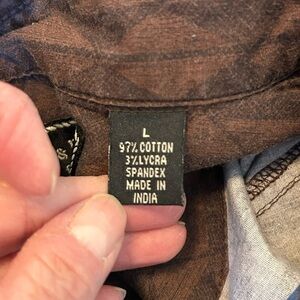 L
97% COTTON
3% LYCRA
SPANDEX
MADE IN
INDIA